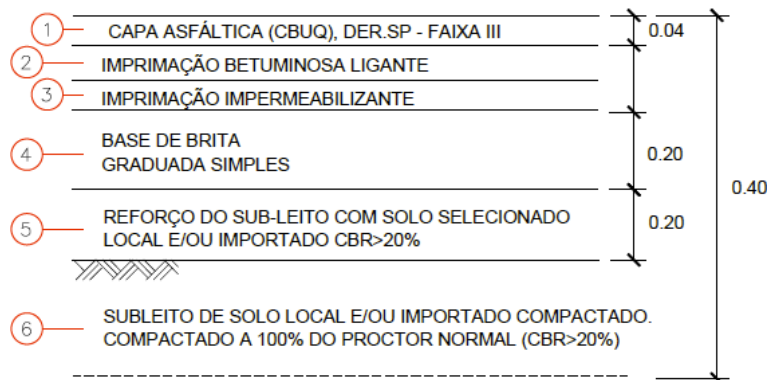 1 CAPA ASFÁLTICA (CBUQ), DER.SP - FAIXA III 0.04
2 IMPRIMAÇÃO BETUMINOSA LIGANTE
3 IMPRIMAÇÃO IMPERMEABILIZANTE
4 BASE DE BRITA
GRADUADA SIMPLES 0.20
0.40
5 REFORÇO DO SUB-LEITO COM SOLO SELECIONADO 0.20
LOCAL E/OU IMPORTADO CBR>20%
6 SUBLEITO DE SOLO LOCAL E/OU IMPORTADO COMPACTADO.
COMPACTADO A 100% DO PROCTOR NORMAL (CBR>20%)